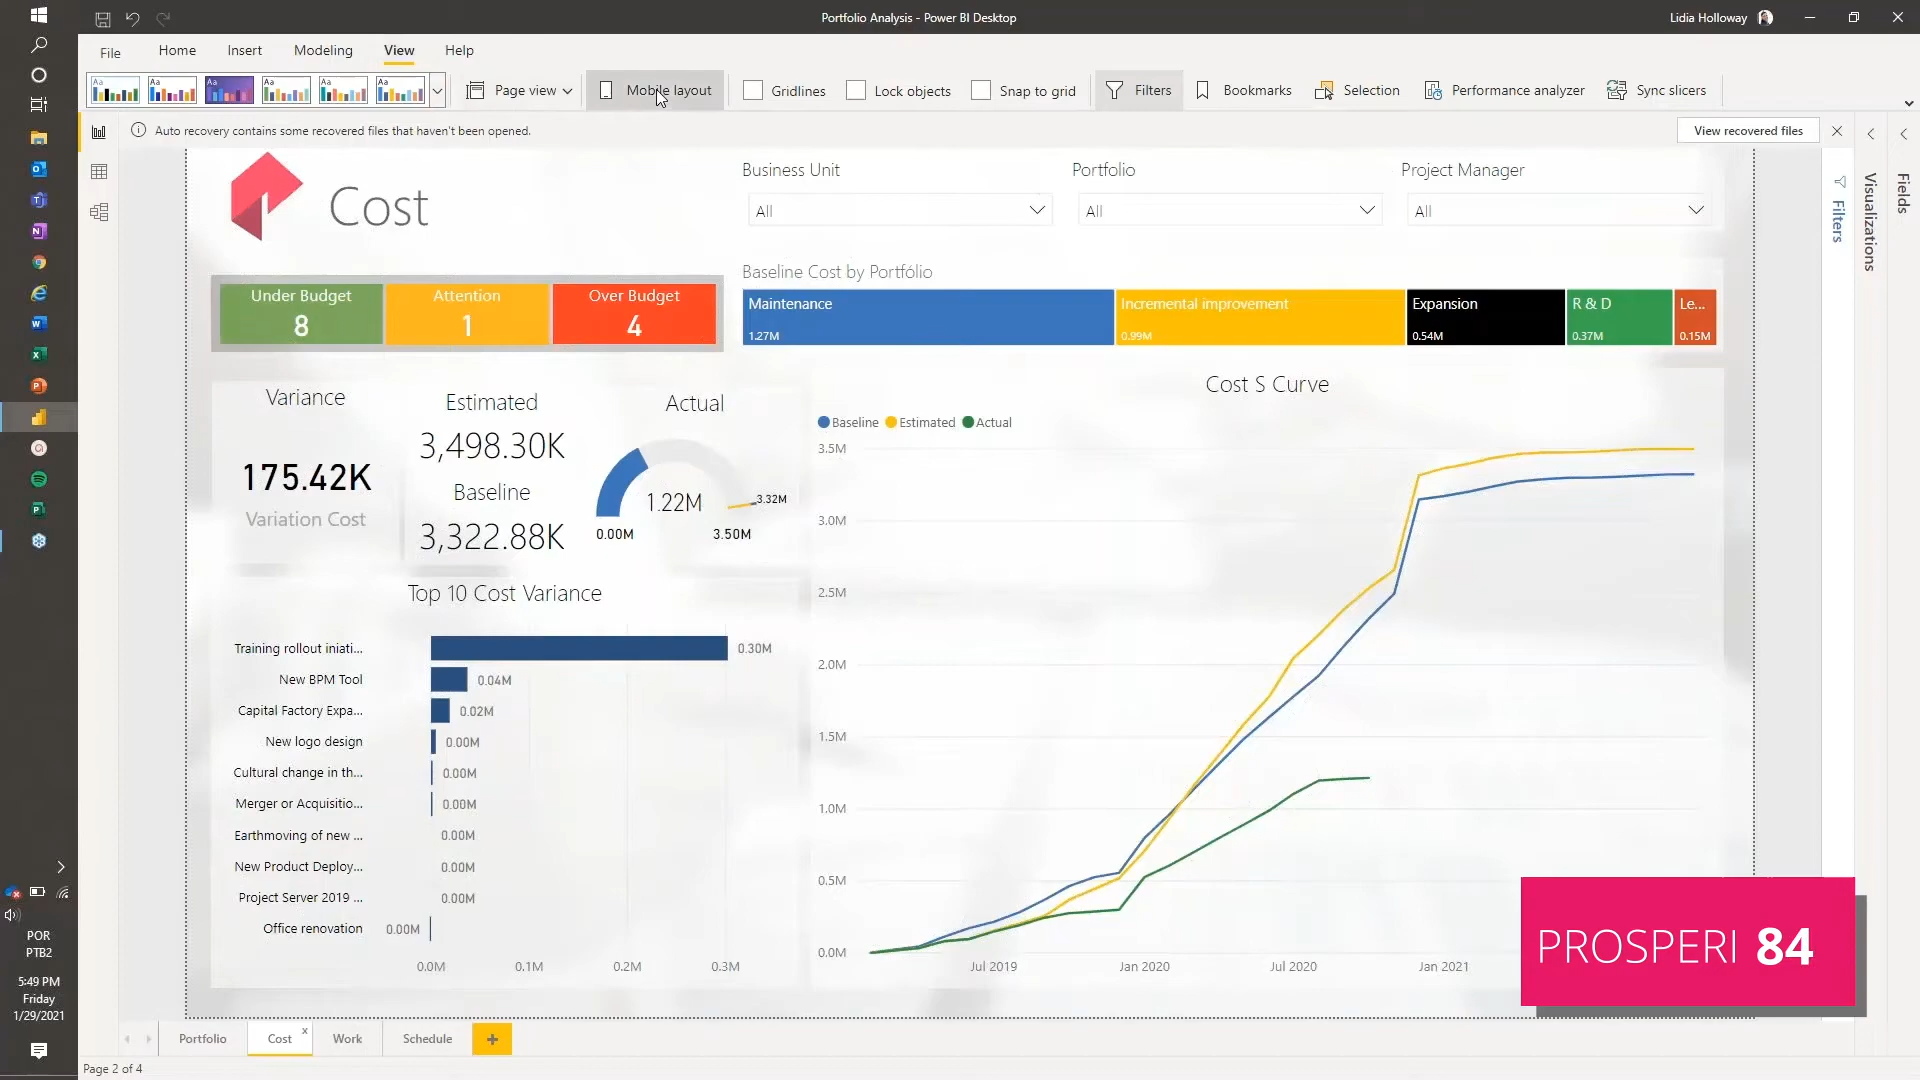 Portfolio Analysis - Power BI Desktop
Lidia Holloway
File
Home
Insert
Modeling
View
Help
Aa
Aa
Aa
Aa
Aa
Aa
Page view
Mobile layout
Gridlines
Lock objects
Snap to grid
Filters
Bookmarks
Selection
Performance analyzer
Sync slicers
Auto recovery contains some recovered files that haven't been opened.
View recovered files
Cost
Business Unit
All
Portfolio
All
Project Manager
All
Filters
Visualizations
Fields
Under Budget
8
Attention
1
Over Budget
4
Baseline Cost by Portfólio
Maintenance
1.27M
Incremental improvement
0.99M
Expansion
0.54M
R & D
0.37M
Le...
0.15M
Variance
175.42K
Variation Cost
Estimated
3,498.30K
Baseline
3,322.88K
Actual
1.22M
3.32M
0.00M
3.50M
Top 10 Cost Variance
Training rollout iniati...
0.30M
New BPM Tool
0.04M
Capital Factory Expa...
0.02M
New logo design
0.00M
Cultural change in th...
0.00M
Merger or Acquisitio...
0.00M
Earthmoving of new ...
0.00M
New Product Deploy...
0.00M
Project Server 2019 ...
0.00M
Office renovation
0.00M
0.0M
0.1M
0.2M
0.3M
Cost S Curve
Baseline
Estimated
Actual
3.5M
3.0M
2.5M
2.0M
1.5M
1.0M
0.5M
0.0M
Jul 2019
Jan 2020
Jul 2020
Jan 2021
PROSPERI 84
POR
PTB2
5:49 PM
Friday
1/29/2021
Portfolio
Cost
x
Work
Schedule
+
Page 2 of 4